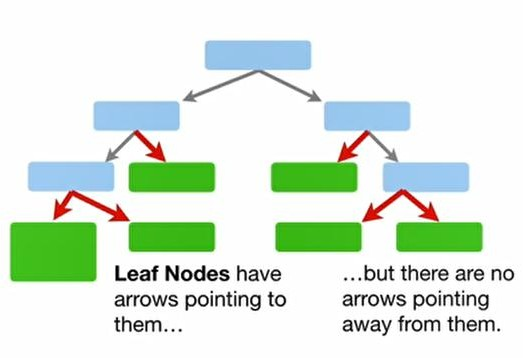 Leaf Nodes have
arrows pointing to
them...
...but there are no
arrows pointing
away from them.